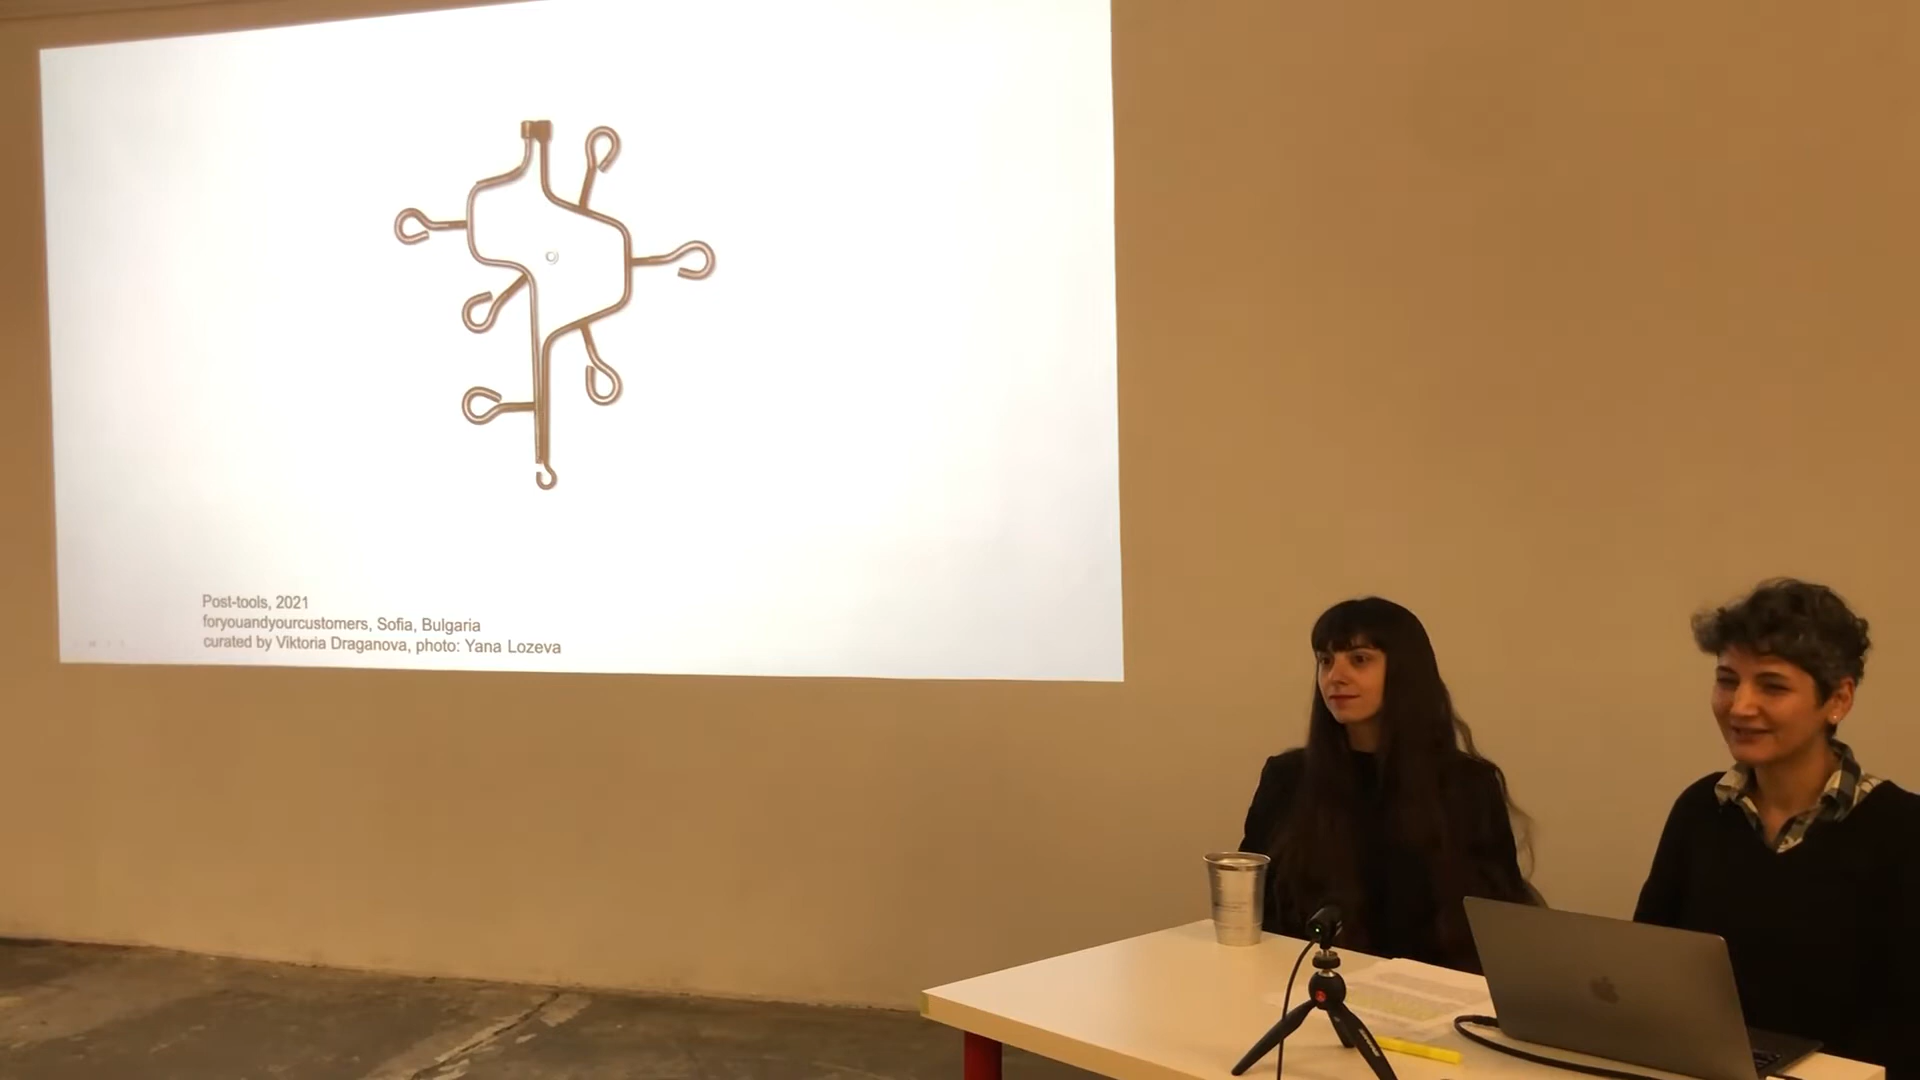 Post-tools, 2021
foryouandyourcustomers, Sofia, Bulgaria
curated by Viktoria Draganova, photo: Yana Lozeva